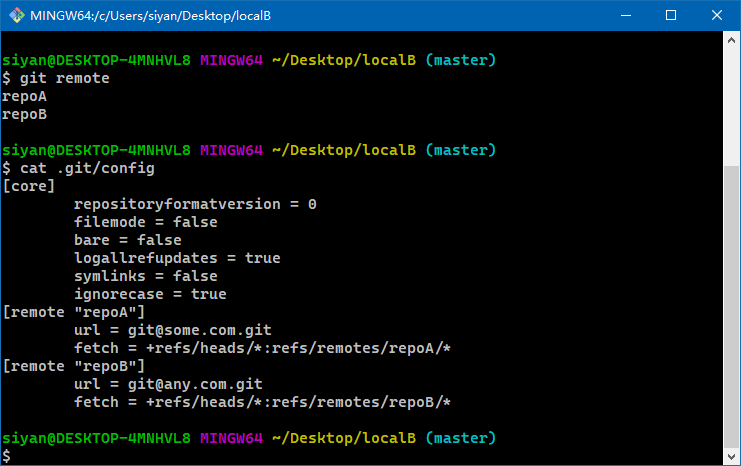 MINGW64:/c/Users/siyan/Desktop/localB
siyan@DESKTOP-4MNHVL8 MINGW64 ~/Desktop/localB (master)
$ git remote
repoA
repoB
siyan@DESKTOP-4MNHVL8 MINGW64 ~/Desktop/localB (master)
$ cat .git/config
[core]
        repositoryformatversion = 0
        filemode = false
        bare = false
        logallrefupdates = true
        symlinks = false
        ignorecase = true
[remote "repoA"]
        url = git@some.com.git
        fetch = +refs/heads/*:refs/remotes/repoA/*
[remote "repoB"]
        url = git@any.com.git
        fetch = +refs/heads/*:refs/remotes/repoB/*
siyan@DESKTOP-4MNHVL8 MINGW64 ~/Desktop/localB (master)
$